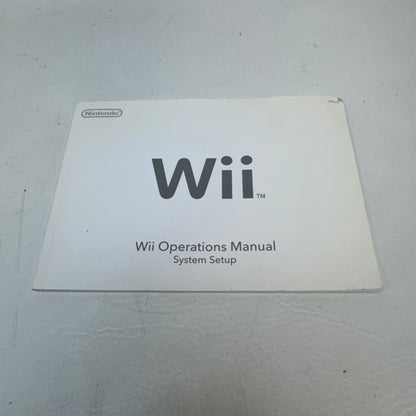 Nintendo
Wii™
Wii Operations Manual
System Setup